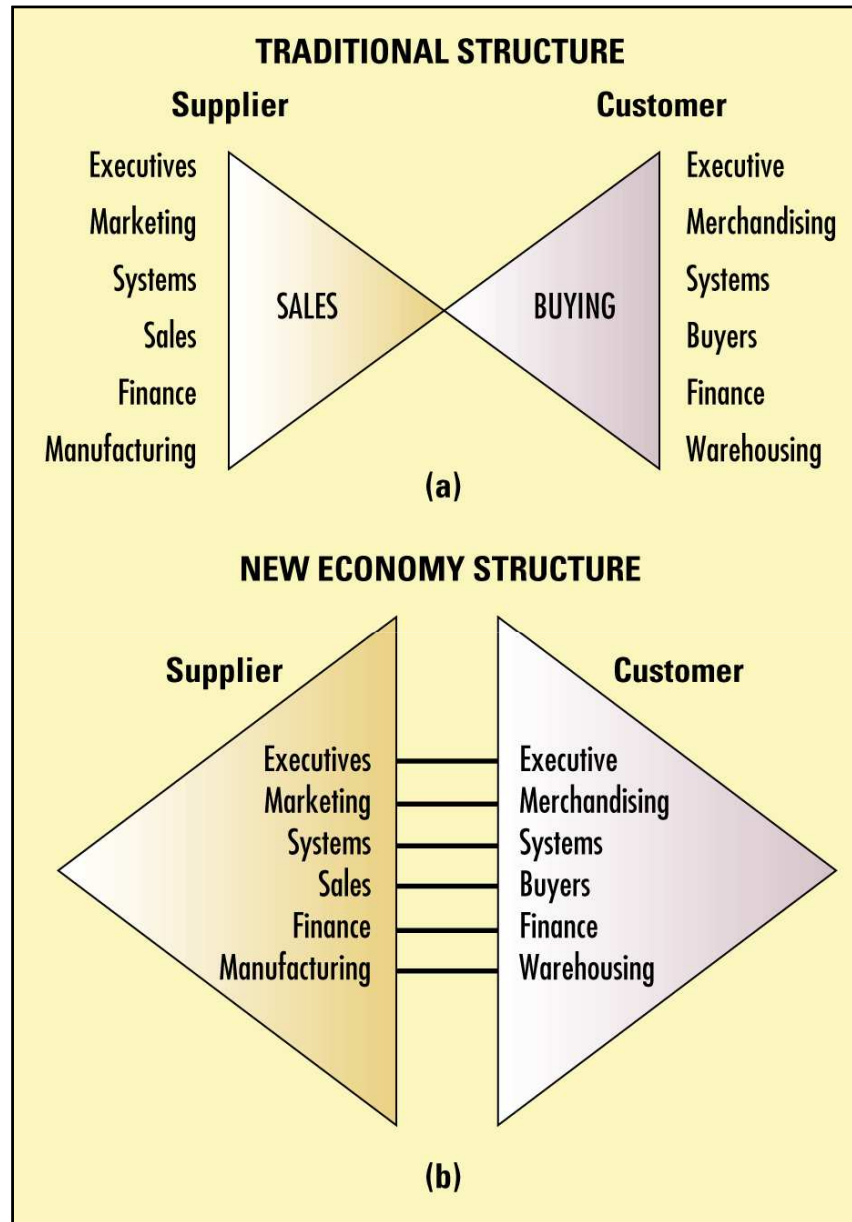 TRADITIONAL STRUCTURE
Supplier
Customer
Executives
Marketing
Systems
Sales
Finance
Manufacturing
SALES
BUYING
Executive
Merchandising
Systems
Buyers
Finance
Warehousing
(a)
NEW ECONOMY STRUCTURE
Supplier
Customer
Executives
Marketing
Systems
Sales
Finance
Manufacturing
Executive
Merchandising
Systems
Buyers
Finance
Warehousing
(b)